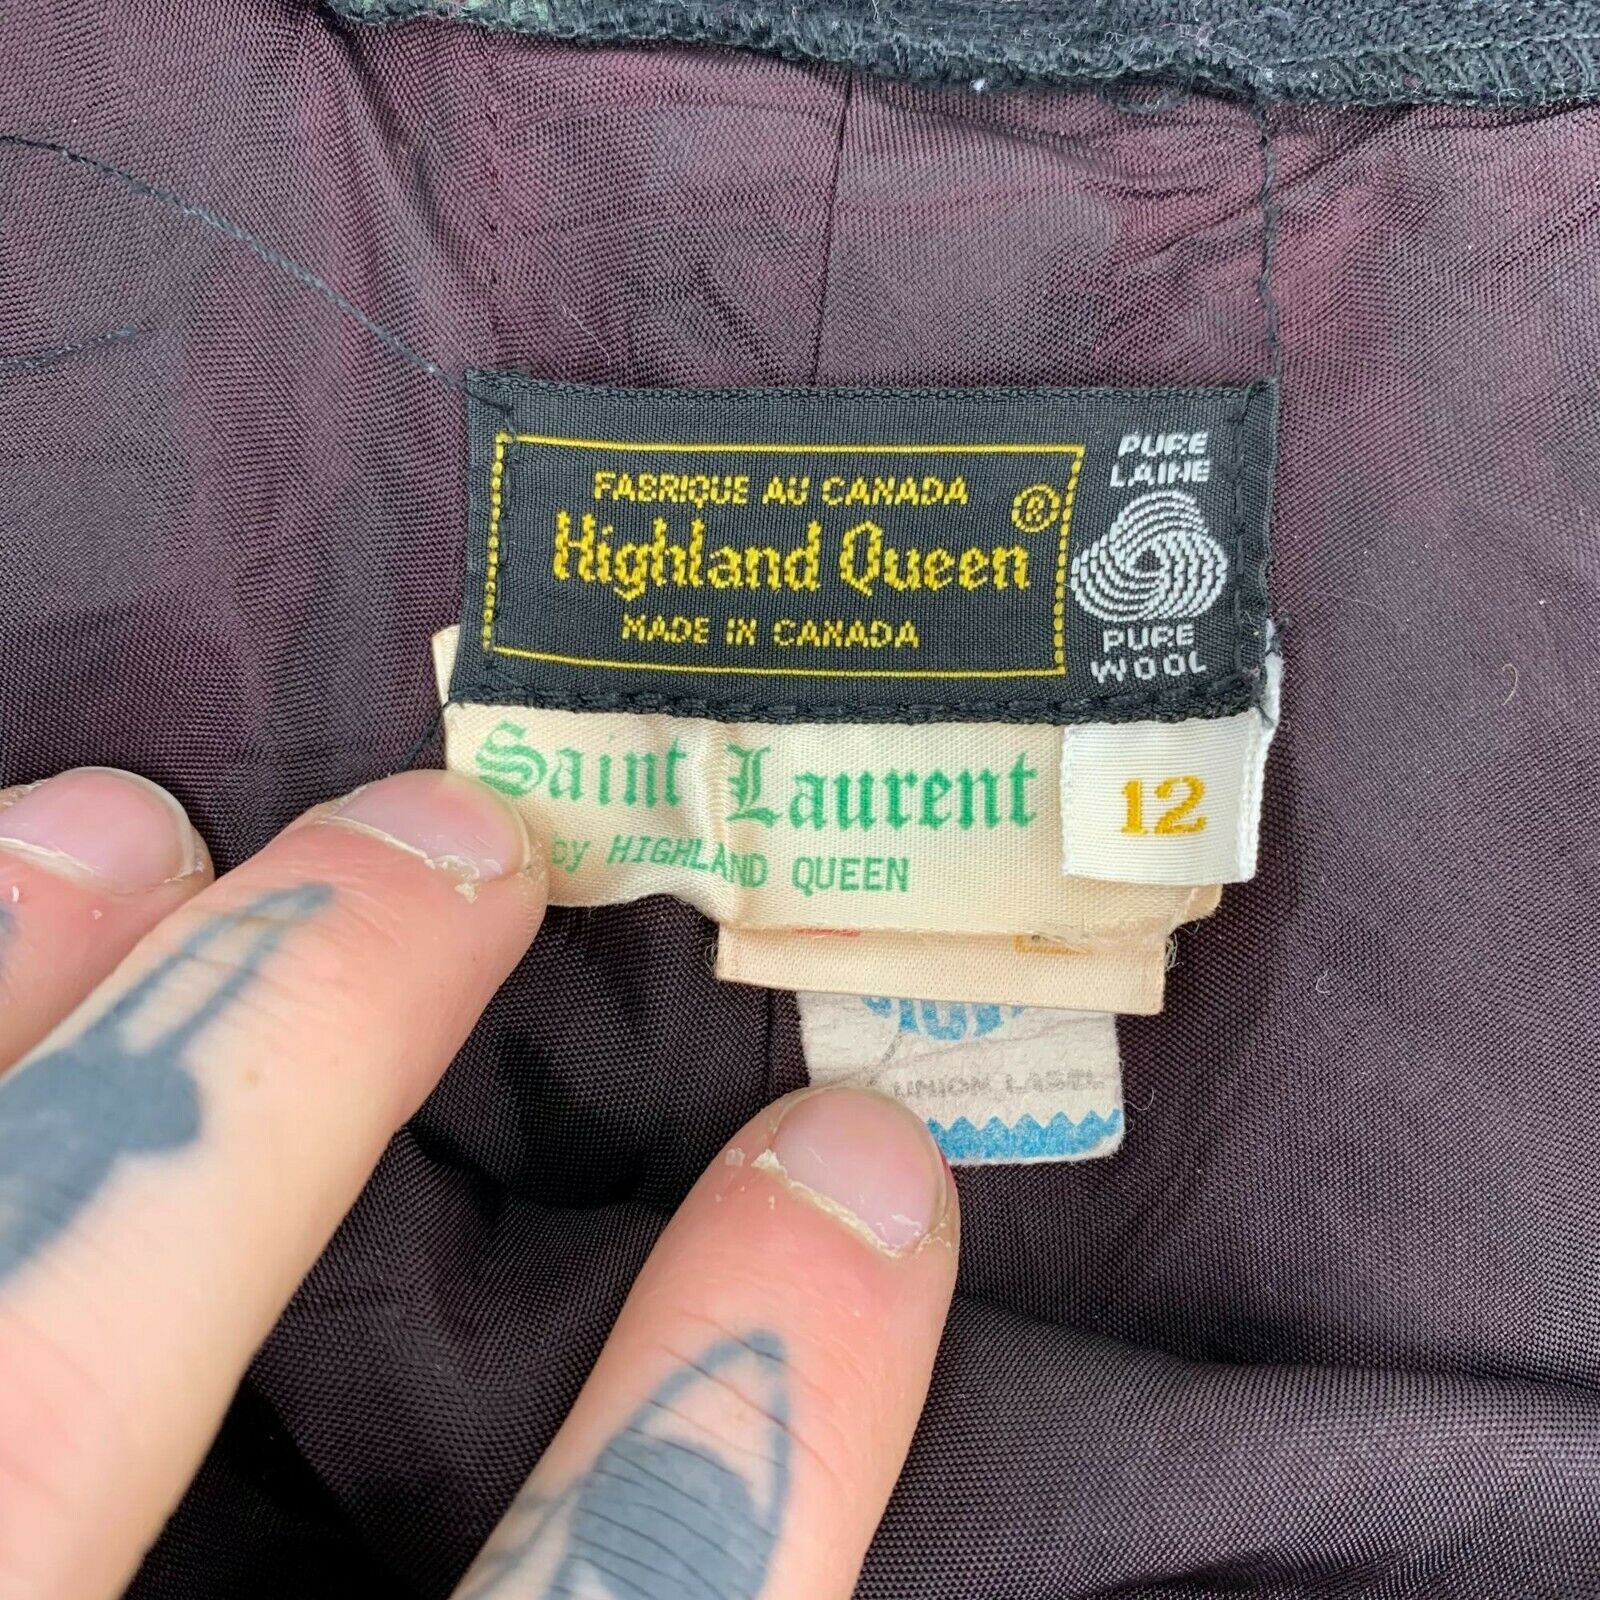 FABRIQUE AU CANADA
Highland Queen ®
MADE IN CANADA
PURE
LAINE
PURE
WOOL
Saint Laurent
by HIGHLAND QUEEN
12
UNION LABEL